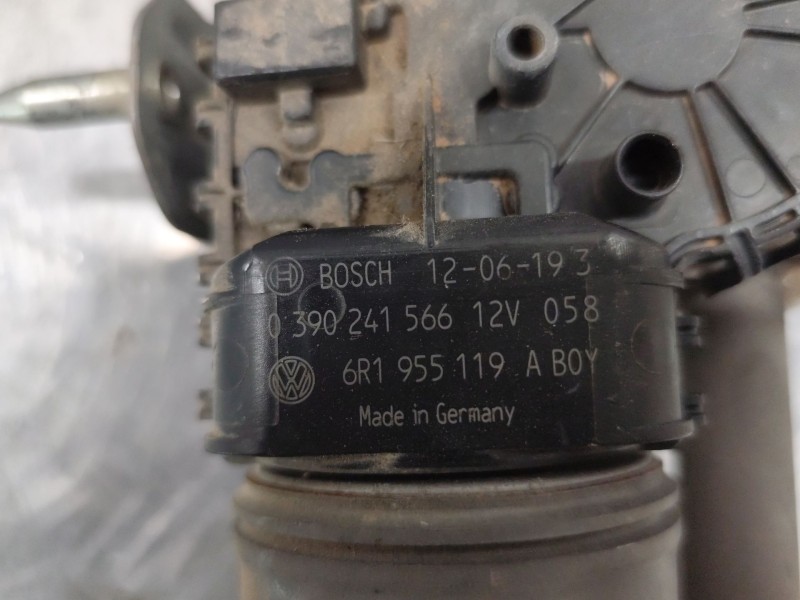 BOSCH 12-06-19 3
0 390 241 566 12V 058
6R1 955 119 A BOY
Made in Germany